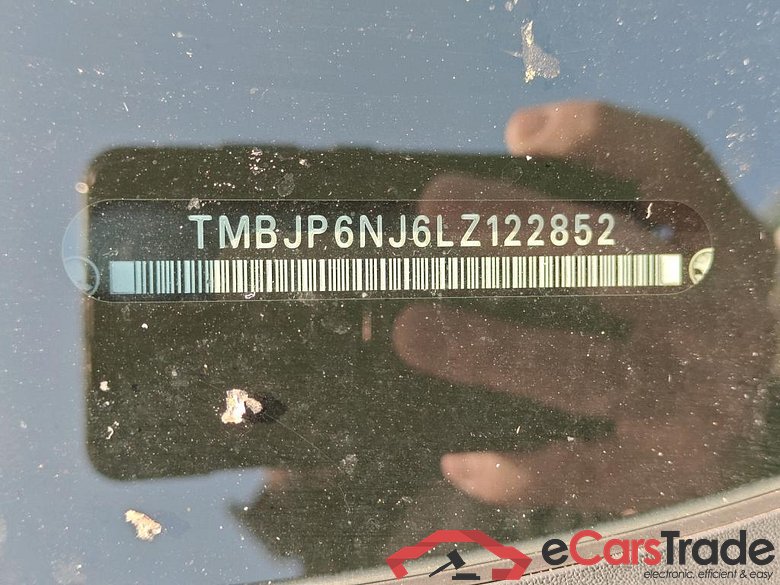 TMBJP6NJ6LZ122852
eCarsTrade
electronic, efficient & easy